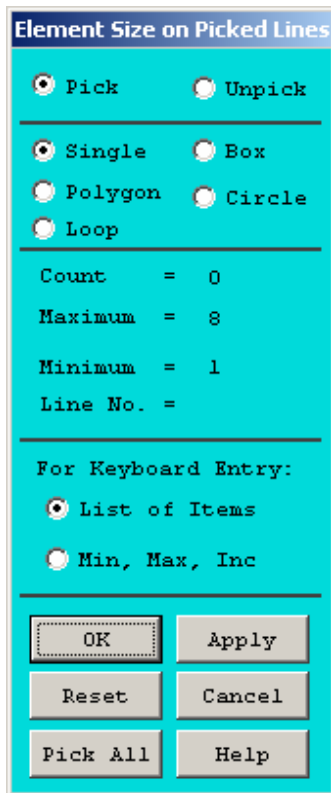 Element Size on Picked Lines
Pick Unpick
Single Box
Polygon Circle
Loop
Count = 0
Maximum = 8
Minimum = 1
Line No. =
For Keyboard Entry:
List of Items
Min, Max, Inc
OK Apply
Reset Cancel
Pick All Help